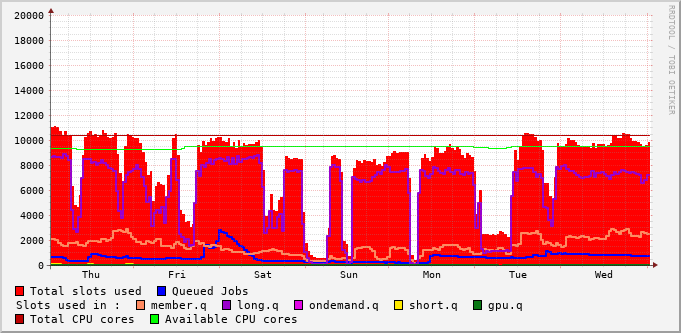 20000
18000
16000
14000
12000
10000
8000
6000
4000
2000
0
Thu Fri Sat Sun Mon Tue Wed
RRDTOOL / TOBI OETIKER
Total slots used Queued Jobs
Slots used in : member.q long.q ondemand.q short.q gpu.q
Total CPU cores Available CPU cores